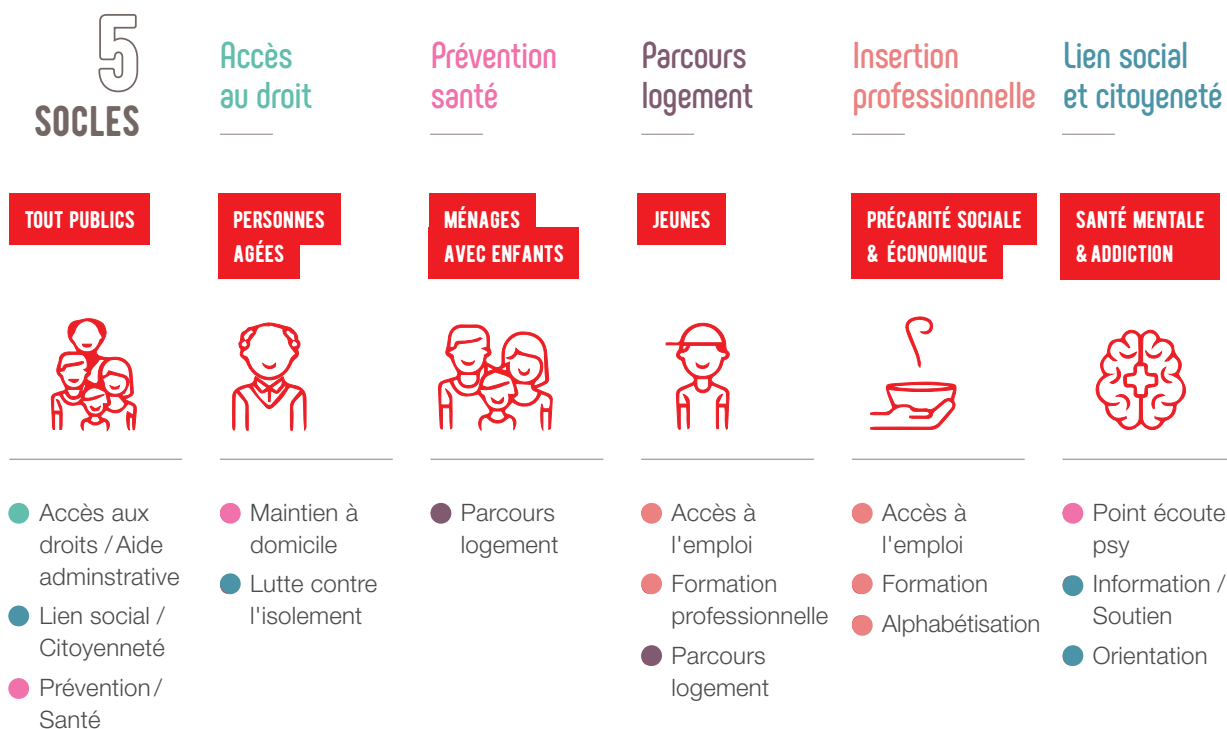 5
SOCLES
Accès
au droit
Prévention
santé
Parcours
logement
Insertion
professionnelle
Lien social
et citoyeneté
TOUT PUBLICS
PERSONNES
AGÉES
MÉNAGES
AVEC ENFANTS
JEUNES
PRÉCARITÉ SOCIALE
& ÉCONOMIQUE
SANTÉ MENTALE
& ADDICTION
Accès aux
droits / Aide
adminstrative
Lien social /
Citoyenneté
Prévention /
Santé
Maintien à
domicile
Lutte contre
l'isolement
Parcours
logement
Accès à
l'emploi
Formation
professionnelle
Parcours
logement
Accès à
l'emploi
Formation
Alphabétisation
Point écoute
psy
Information /
Soutien
Orientation